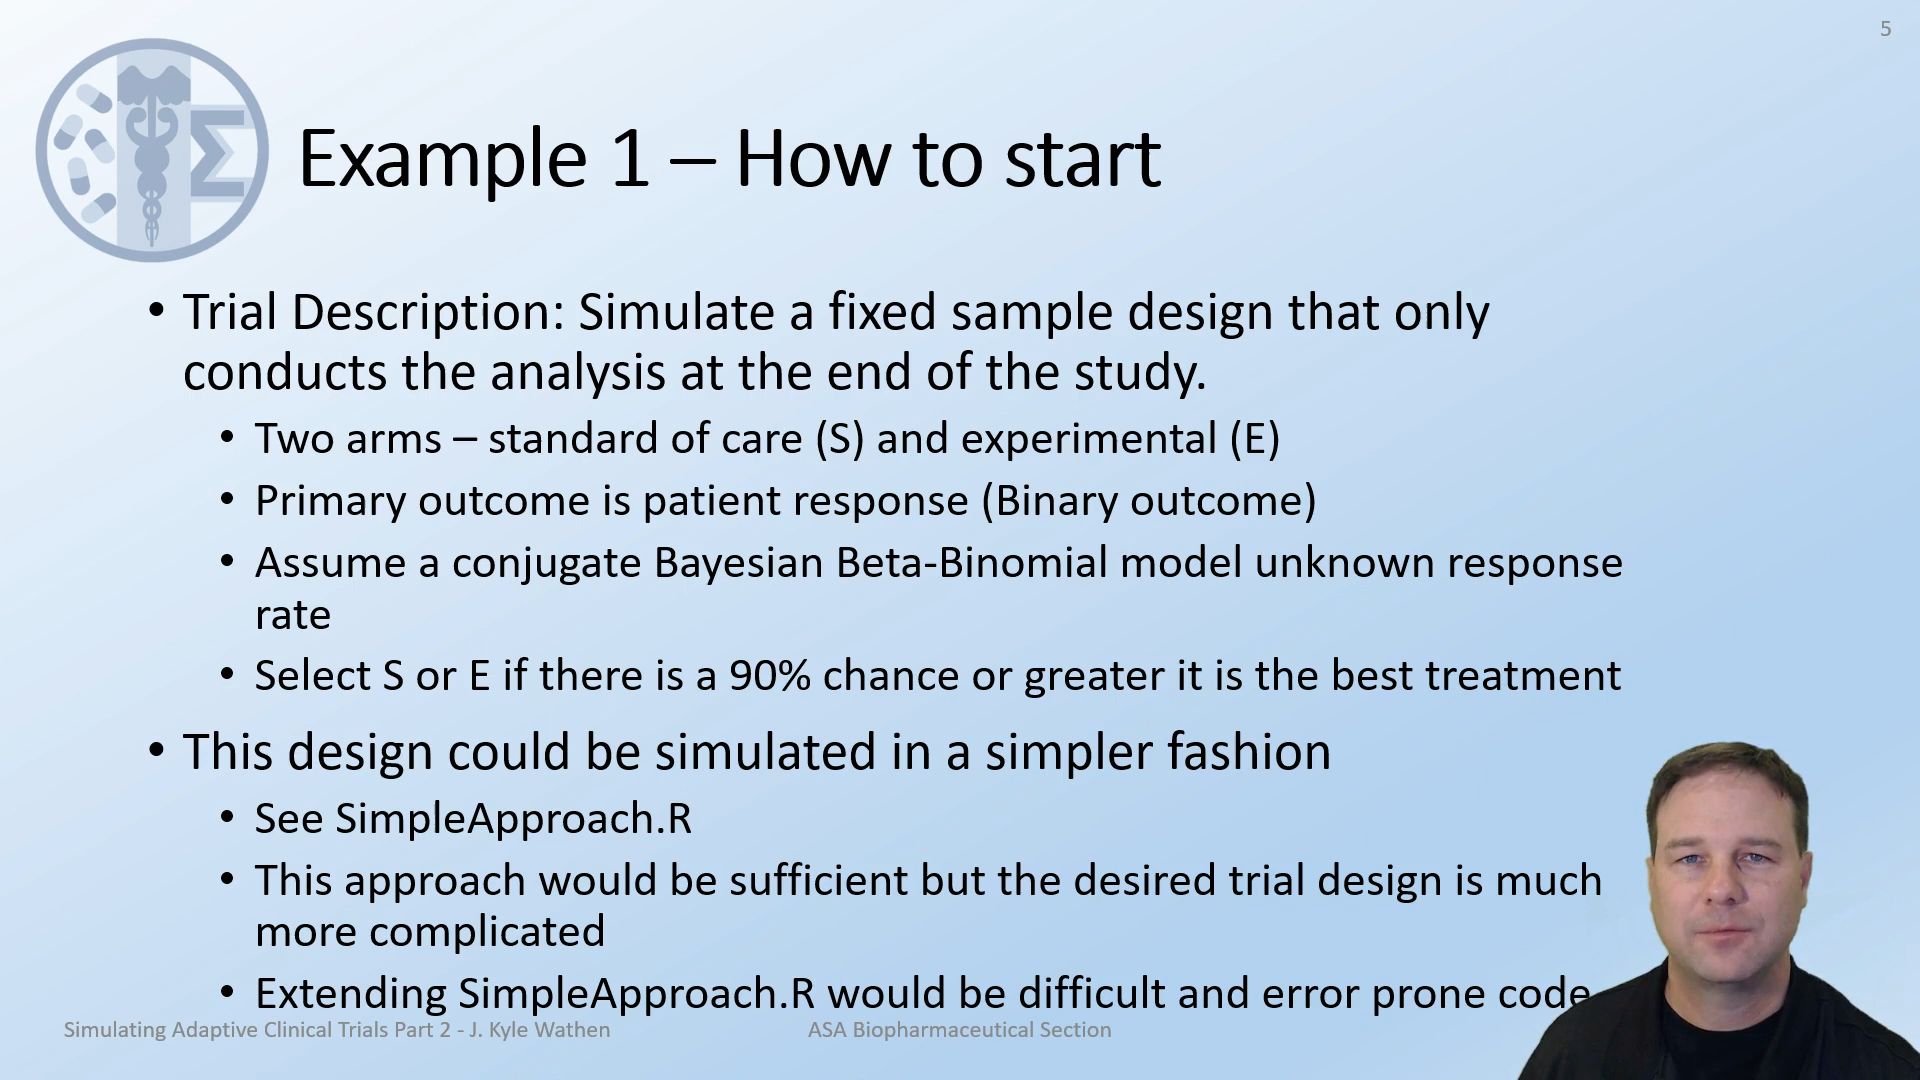 5
Example 1 – How to start
• Trial Description: Simulate a fixed sample design that only
conducts the analysis at the end of the study.
• Two arms – standard of care (S) and experimental (E)
• Primary outcome is patient response (Binary outcome)
• Assume a conjugate Bayesian Beta-Binomial model unknown response
rate
• Select S or E if there is a 90% chance or greater it is the best treatment
• This design could be simulated in a simpler fashion
• See SimpleApproach.R
• This approach would be sufficient but the desired trial design is much
more complicated
• Extending SimpleApproach.R would be difficult and error prone code
Simulating Adaptive Clinical Trials Part 2 - J. Kyle Wathen
ASA Biopharmaceutical Section